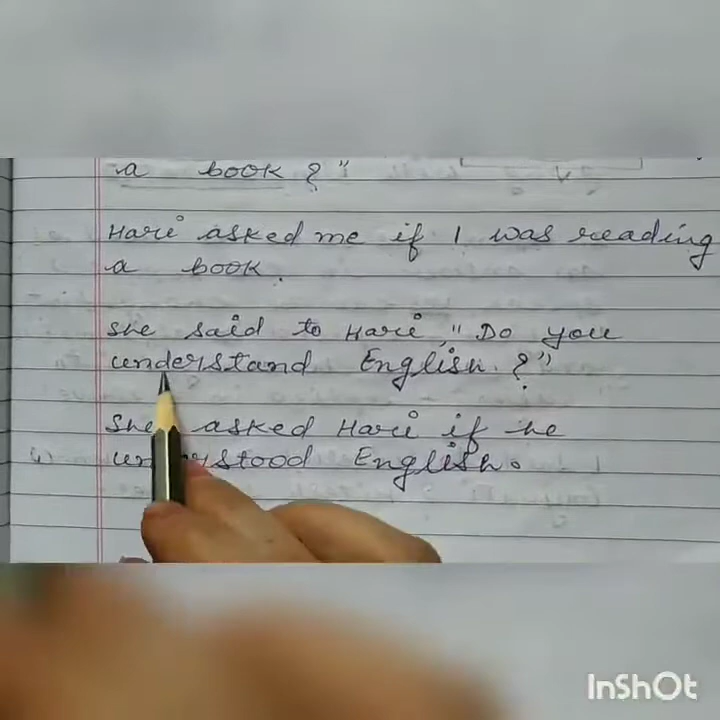 a book ?"
Hari asked me if I was reading
a book.
She said to Hari, "Do you
understand English. ?"
She asked Hari if he
understood English.
InShOt